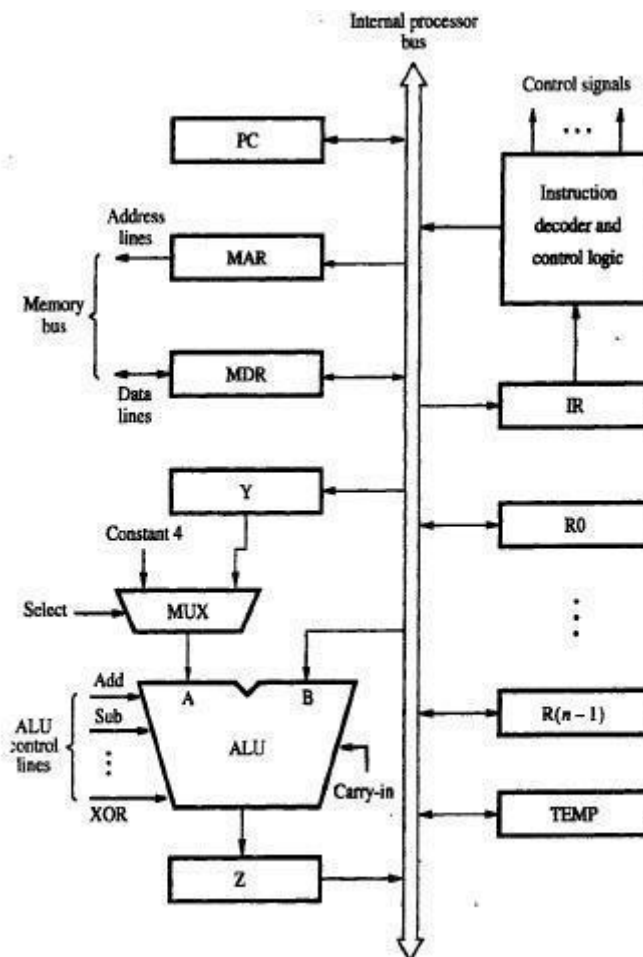 Internal processor
bus
Control signals
...
PC
Instruction
decoder and
control logic
Address
lines
MAR
Memory
bus
MDR
Data
lines
IR
Y
R0
Constant 4
Select
MUX
Add
A
B
R(n − 1)
ALU
control
lines
Sub
ALU
Carry-in
XOR
TEMP
Z